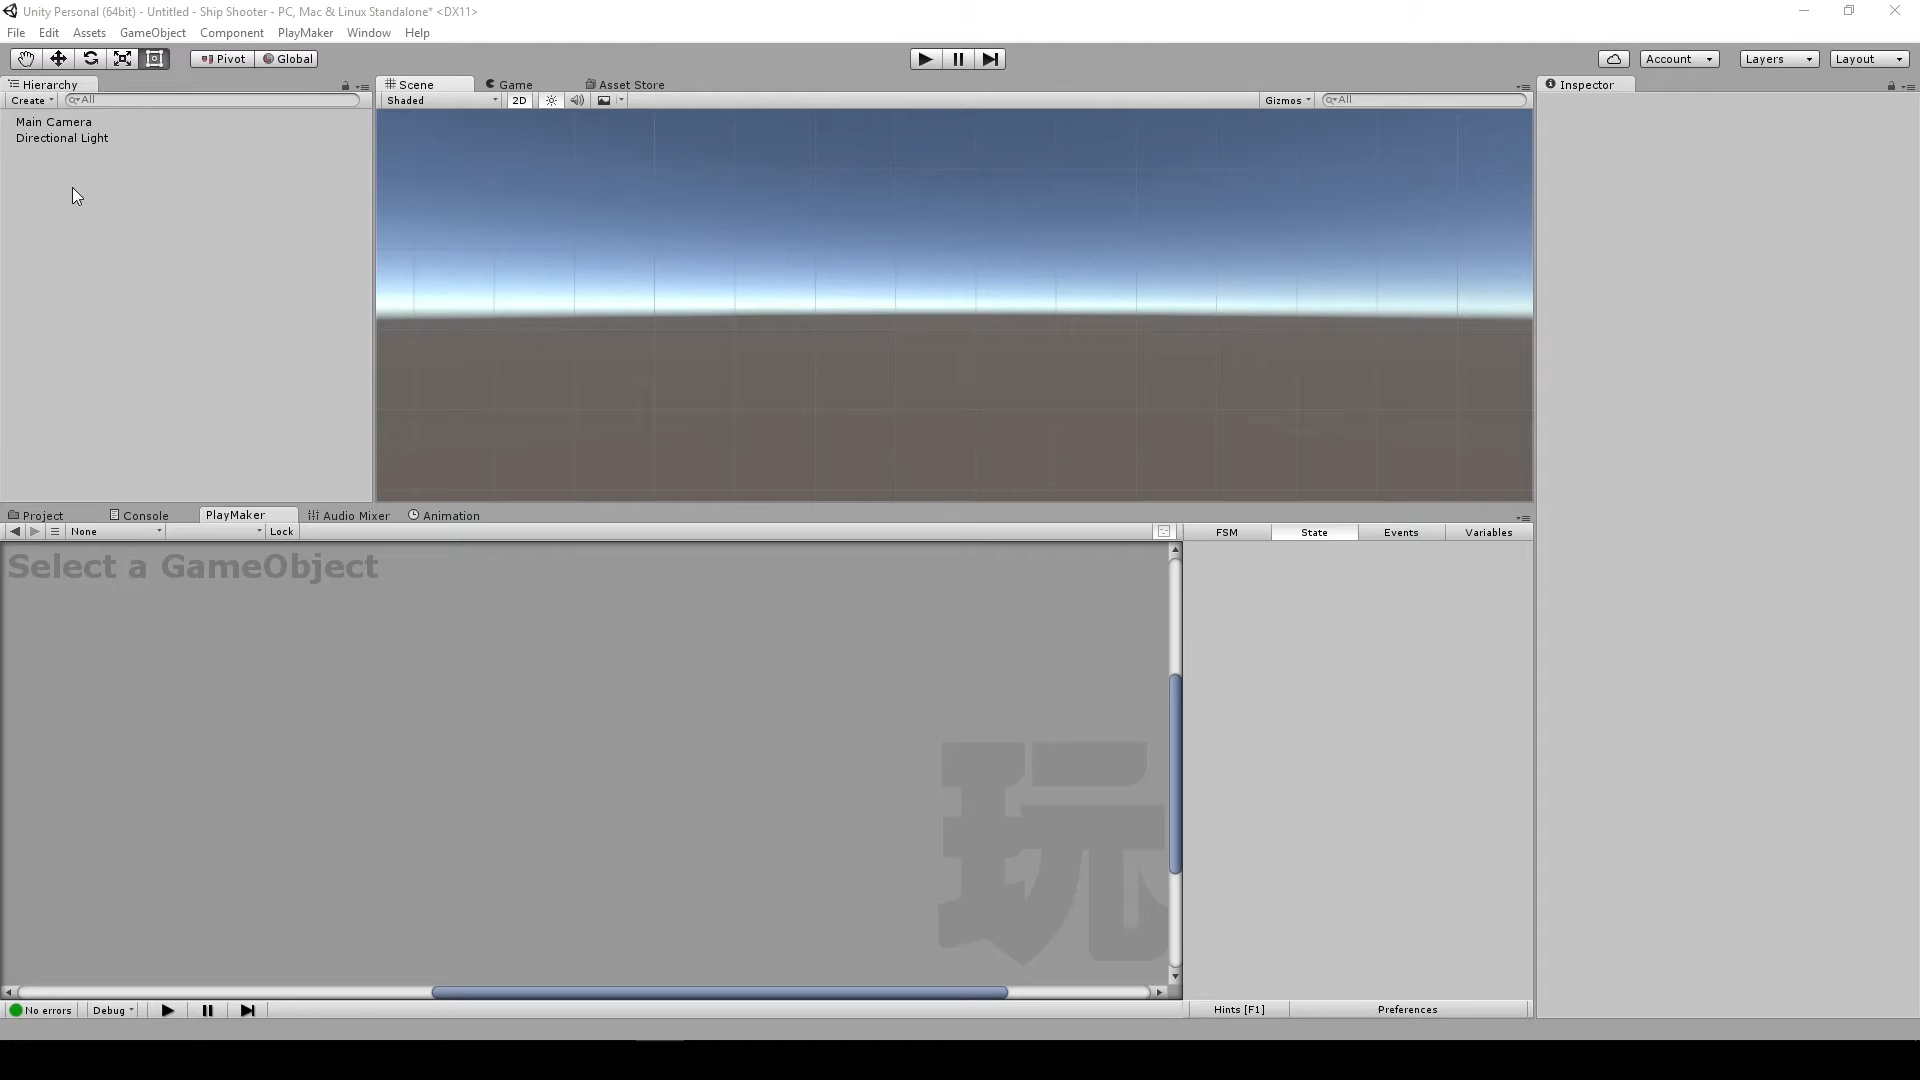 Unity Personal (64bit) - Untitled - Ship Shooter - PC, Mac & Linux Standalone* <DX11>
File Edit Assets GameObject Component PlayMaker Window Help
Pivot Global Account Layers Layout
Hierarchy Scene Game Asset Store Inspector
Create All Shaded 2D Gizmos All
Main Camera
Directional Light
Project Console PlayMaker Audio Mixer Animation
None Lock FSM State Events Variables
Select a GameObject
玩
No errors Debug Hints [F1] Preferences